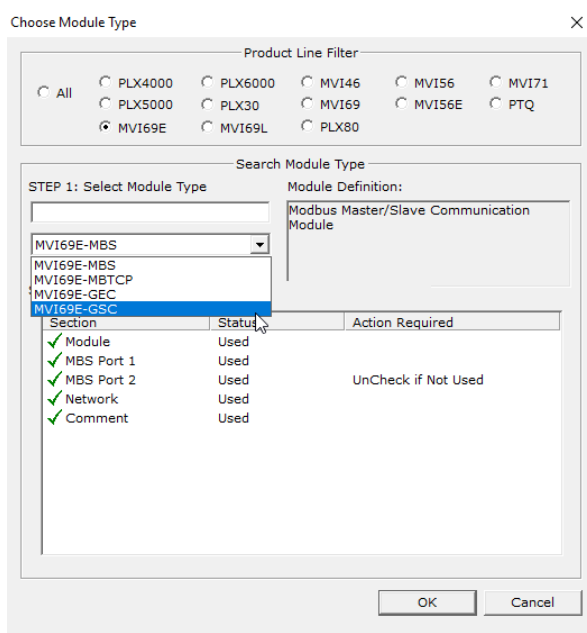 Choose Module Type
Product Line Filter
All
PLX4000 PLX6000 MVI46 MVI56 MVI71
PLX5000 PLX30 MVI69 MVI56E PTQ
MVI69E MVI69L PLX80
Search Module Type
STEP 1: Select Module Type Module Definition:
Modbus Master/Slave Communication
Module
MVI69E-MBS
MVI69E-MBS
MVI69E-MBTCP
MVI69E-GEC
MVI69E-GSC
Section Status Action Required
Module Used
MBS Port 1 Used
MBS Port 2 Used UnCheck if Not Used
Network Used
Comment Used
OK Cancel